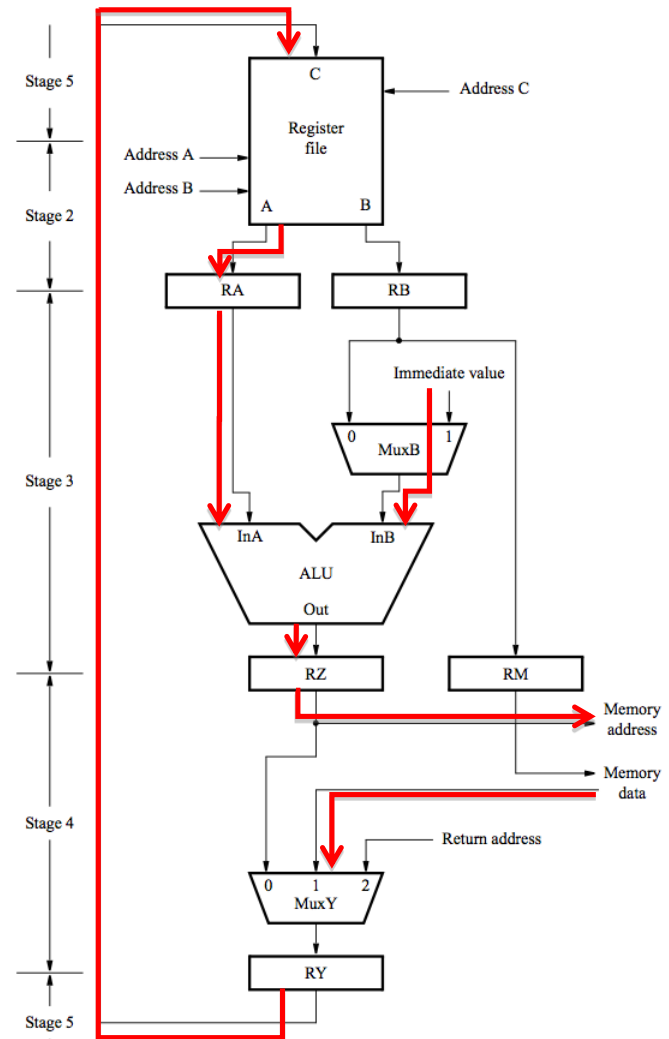 C
Stage 5
Address C
Register
file
Address A
Address B
A
B
Stage 2
RA
RB
Immediate value
0
1
MuxB
Stage 3
InA
InB
ALU
Out
RZ
RM
Memory
address
Memory
data
Stage 4
Return address
0
1
2
MuxY
RY
Stage 5